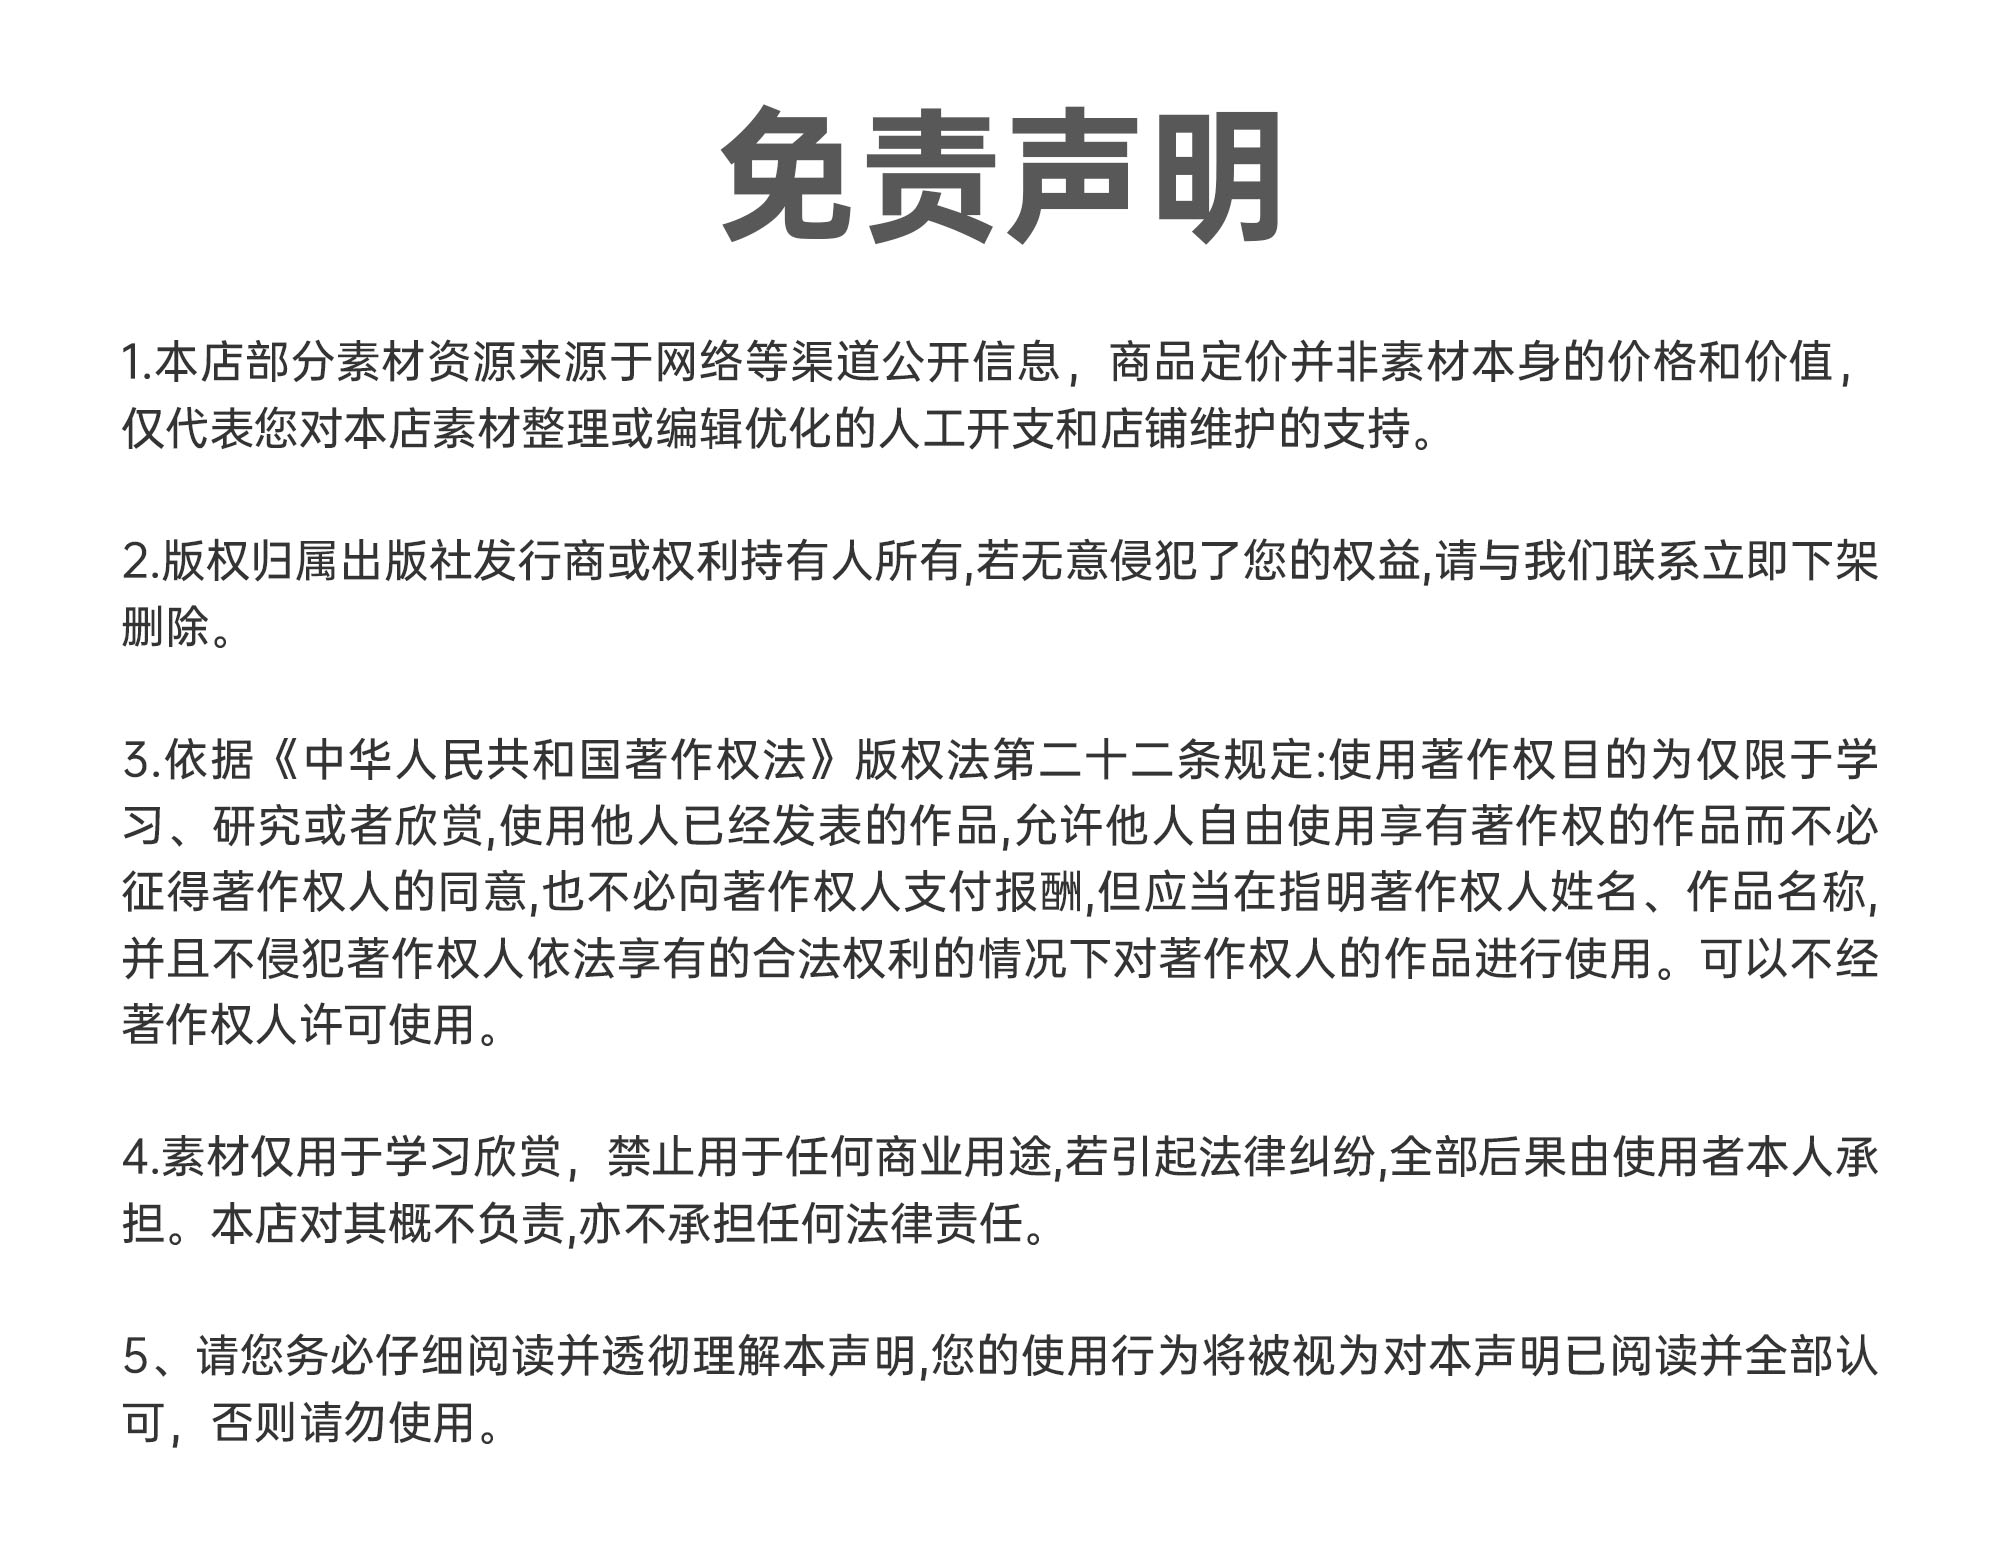 免责声明
1.本店部分素材资源来源于网络等渠道公开信息，商品定价并非素材本身的价格和价值，
仅代表您对本店素材整理或编辑优化的人工开支和店铺维护的支持。
2.版权归属出版社发行商或权利持有人所有,若无意侵犯了您的权益,请与我们联系立即下架
删除。
3.依据《中华人民共和国著作权法》版权法第二十二条规定:使用著作权目的为仅限于学
习、研究或者欣赏,使用他人已经发表的作品,允许他人自由使用享有著作权的作品而不必
征得著作权人的同意,也不必向著作权人支付报酬,但应当在指明著作权人姓名、作品名称,
并且不侵犯著作权人依法享有的合法权利的情况下对著作权人的作品进行使用。可以不经
著作权人许可使用。
4.素材仅用于学习欣赏，禁止用于任何商业用途,若引起法律纠纷,全部后果由使用者本人承
担。本店对其概不负责,亦不承担任何法律责任。
5、请您务必仔细阅读并透彻理解本声明,您的使用行为将被视为对本声明已阅读并全部认
可，否则请勿使用。